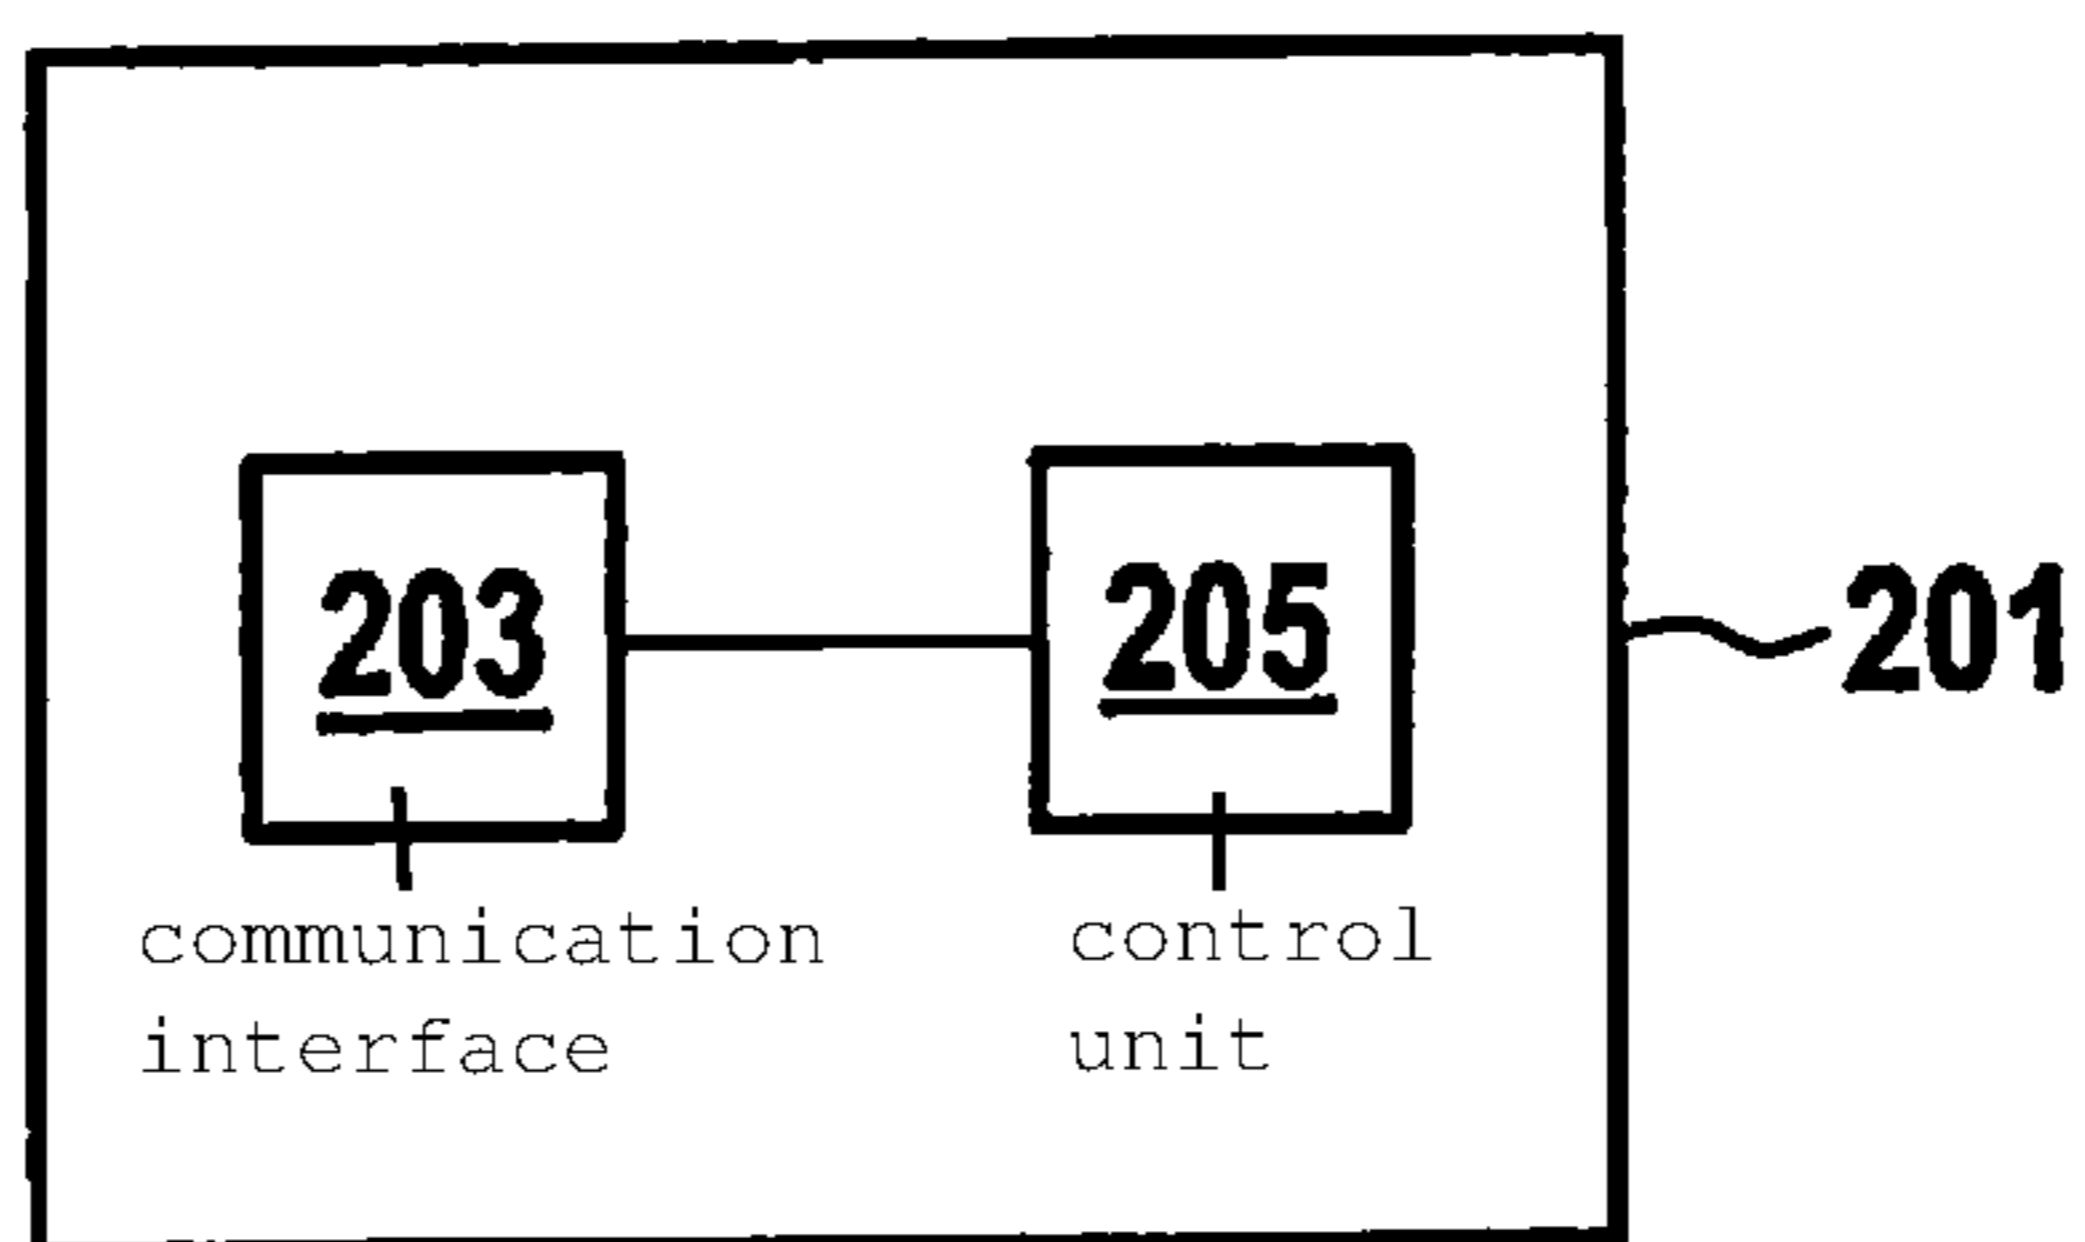 203
205
201
communication
interface
control
unit